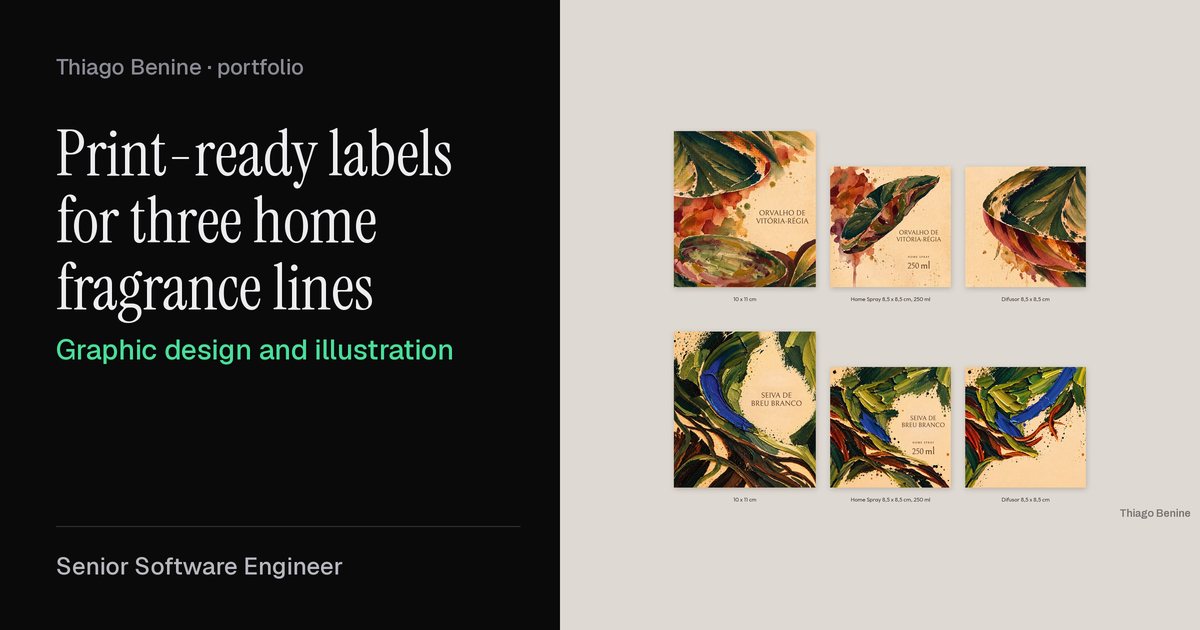 Thiago Benine · portfolio
Print-ready labels
for three home
fragrance lines
Graphic design and illustration
Senior Software Engineer
ORVALHO DE
VITÓRIA-RÉGIA
10 x 11 cm
ORVALHO DE
VITÓRIA-RÉGIA
HOME SPRAY
250 ml
Home Spray 8,5 x 8,5 cm, 250 ml
Difusor 8,5 x 8,5 cm
SEIVA DE
BREU BRANCO
10 x 11 cm
SEIVA DE
BREU BRANCO
HOME SPRAY
250 ml
Home Spray 8,5 x 8,5 cm, 250 ml
Difusor 8,5 x 8,5 cm
Thiago Benine